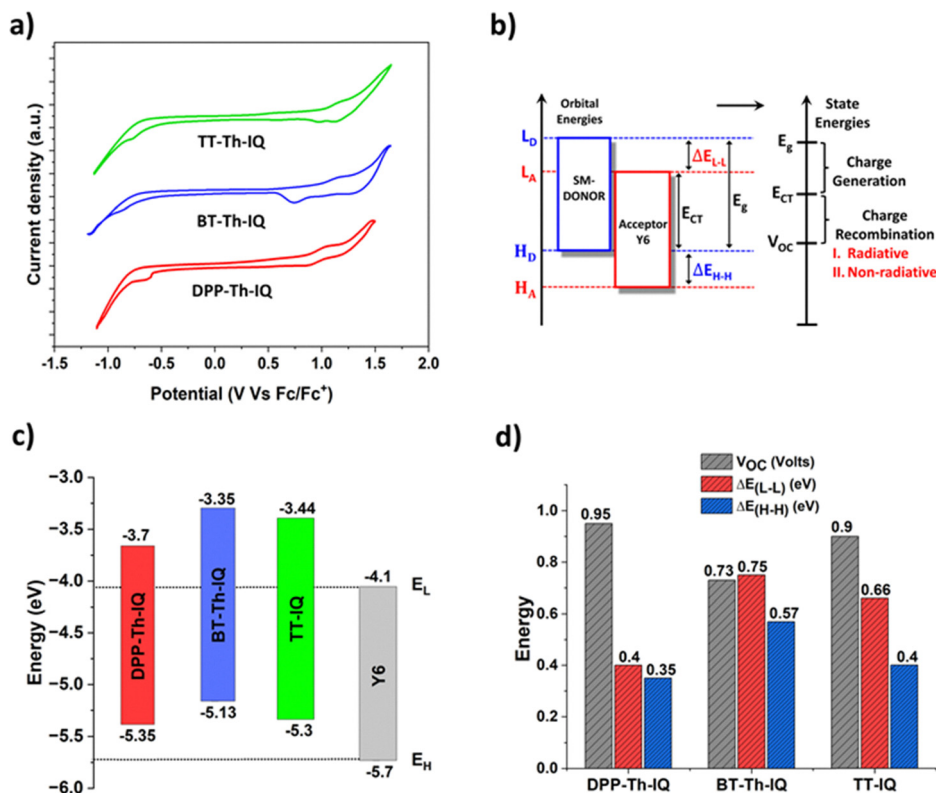 a)
Current density (a.u.)
TT-Th-IQ
BT-Th-IQ
DPP-Th-IQ
-1.5 -1.0 -0.5 0.0 0.5 1.0 1.5 2.0
Potential (V Vs Fc/Fc⁺)
b)
Orbital
Energies
State
Energies
L_D
L_A
H_D
H_A
SM-
DONOR
Acceptor
Y6
ΔE_L-L
E_CT
E_g
ΔE_H-H
E_g
E_CT
V_OC
Charge
Generation
Charge
Recombination
I. Radiative
II. Non-radiative
c)
Energy (eV)
−3.0
−3.5
−4.0
−4.5
−5.0
−5.5
−6.0
-3.7
-3.35
-3.44
-4.1
DPP-Th-IQ
BT-Th-IQ
TT-IQ
Y6
-5.35
-5.13
-5.3
-5.7
E_L
E_H
d)
V_OC (Volts)
ΔE_(L-L) (eV)
ΔE_(H-H) (eV)
Energy
1.0
0.8
0.6
0.4
0.2
0.0
0.95
0.4
0.35
0.73
0.75
0.57
0.9
0.66
0.4
DPP-Th-IQ BT-Th-IQ TT-IQ